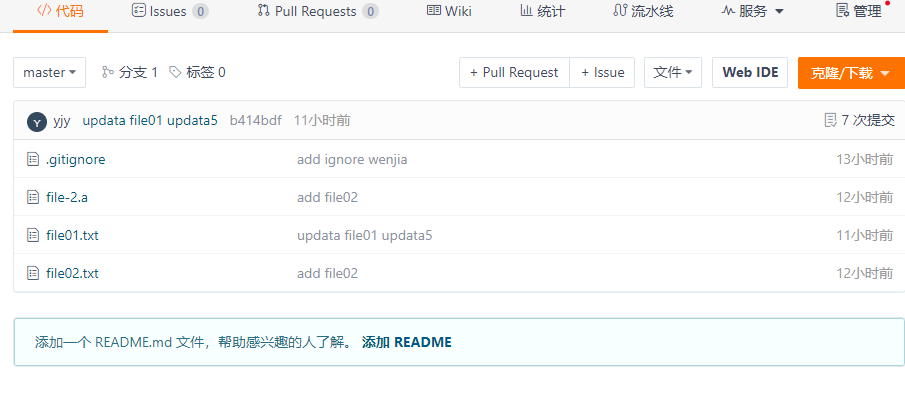 代码 Issues 0 Pull Requests 0 Wiki 统计 流水线 服务 管理
master 分支 1 标签 0 + Pull Request + Issue 文件 Web IDE 克隆/下载
Y yjy updata file01 updata5 b414bdf 11小时前 7 次提交
.gitignore add ignore wenjia 13小时前
file-2.a add file02 12小时前
file01.txt updata file01 updata5 11小时前
file02.txt add file02 12小时前
添加一个 README.md 文件，帮助感兴趣的人了解。 添加 README